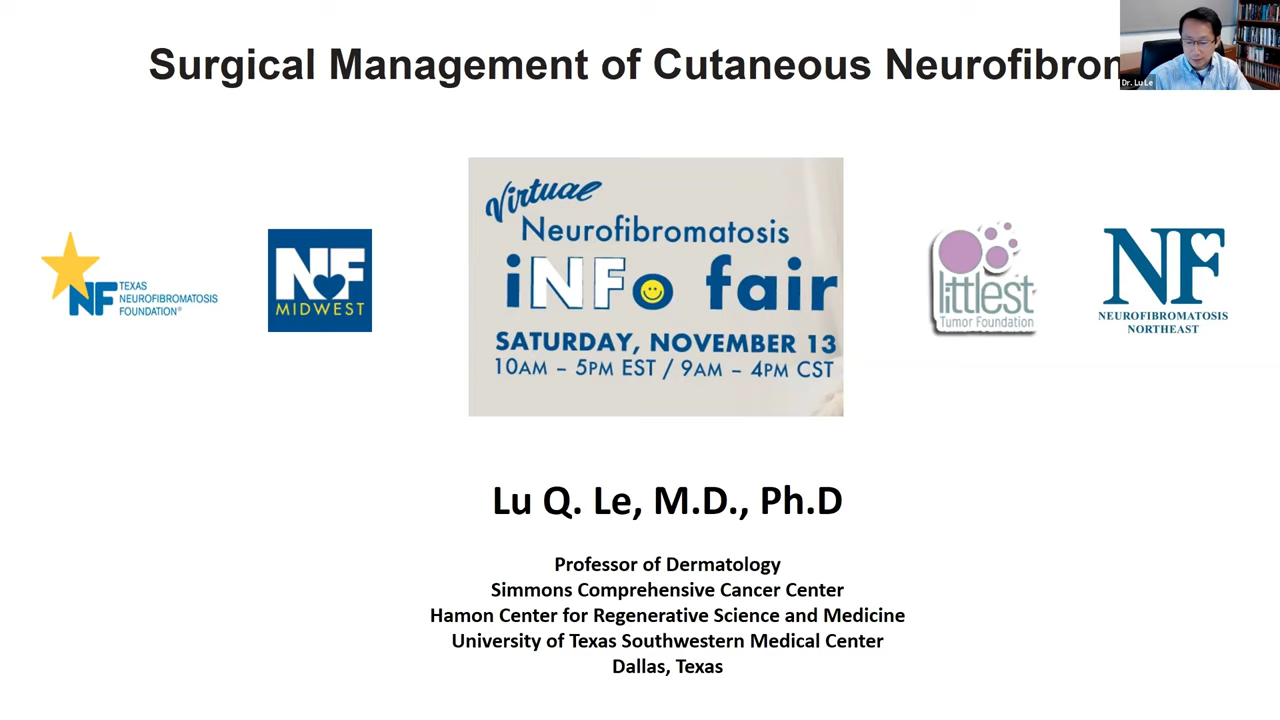 Surgical Management of Cutaneous Neurofibrom
Dr. Lu Le
Virtual
Neurofibromatosis
iNFo fair
SATURDAY, NOVEMBER 13
10AM – 5PM EST / 9AM – 4PM CST
NF TEXAS
NEUROFIBROMATOSIS
FOUNDATION®
NF
MIDWEST
littlest
Tumor Foundation
NF
NEUROFIBROMATOSIS
NORTHEAST
Lu Q. Le, M.D., Ph.D
Professor of Dermatology
Simmons Comprehensive Cancer Center
Hamon Center for Regenerative Science and Medicine
University of Texas Southwestern Medical Center
Dallas, Texas